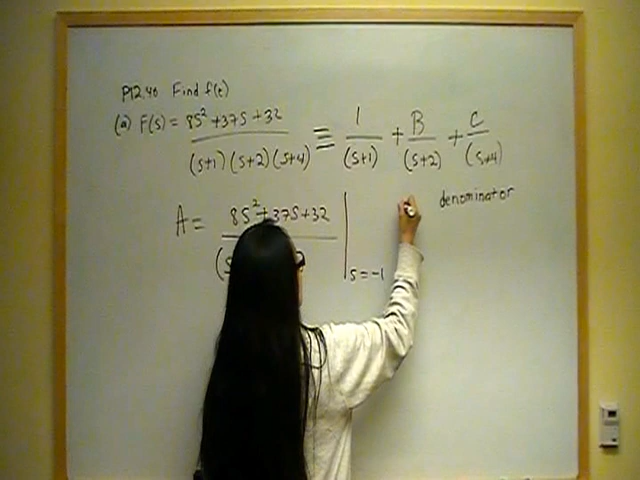 P12.40 Find f(t)
(a) F(s) = 8s² + 37s + 32 / (s+1)(s+2)(s+4) ≡ 1/(s+1) + B/(s+2) + C/(s+4)
denominator
A = 8s² + 37s + 32 / (s | s = -1